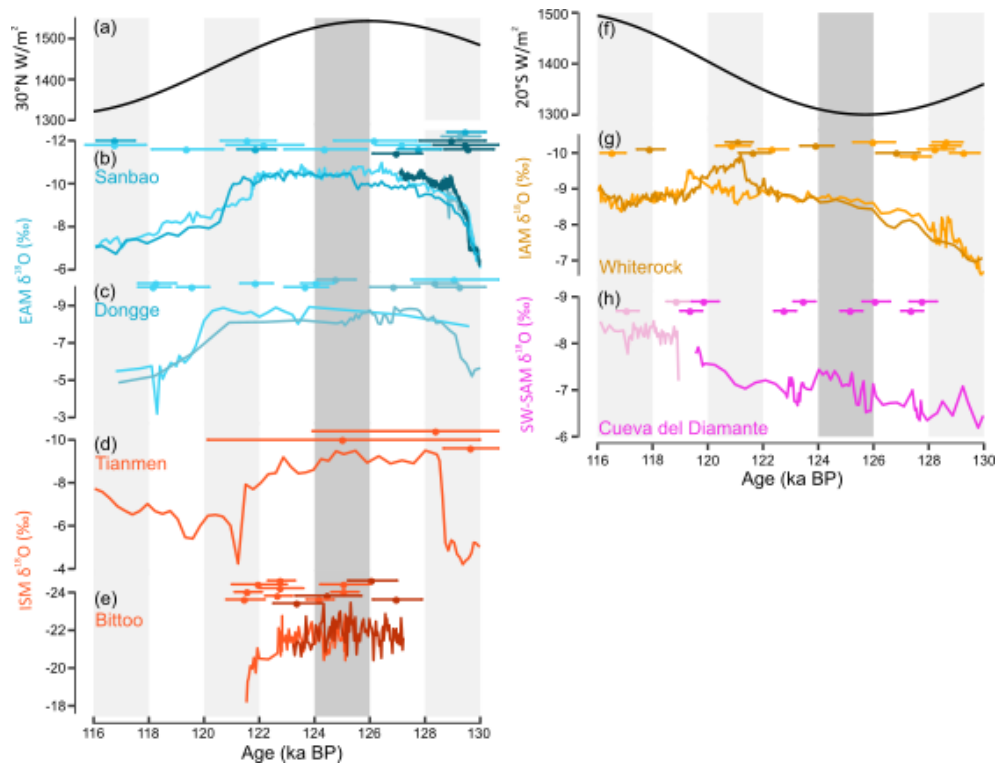 (a)
30°N W/m²
1500
1400
1300
(b)
Sanbao
-12
-10
-8
-6
EAM δ¹⁸O (‰)
(c)
Dongge
-9
-7
-5
-3
(d)
Tianmen
-10
-8
-6
-4
ISM δ¹⁸O (‰)
(e)
Bittoo
-24
-22
-20
-18
116 118 120 122 124 126 128 130
Age (ka BP)
(f)
20°S W/m²
1500
1400
1300
(g)
-10
-9
-8
-7
IAM δ¹⁸O (‰)
Whiterock
(h)
-9
-8
-7
-6
SW-SAM δ¹⁸O (‰)
Cueva del Diamante
116 118 120 122 124 126 128 130
Age (ka BP)